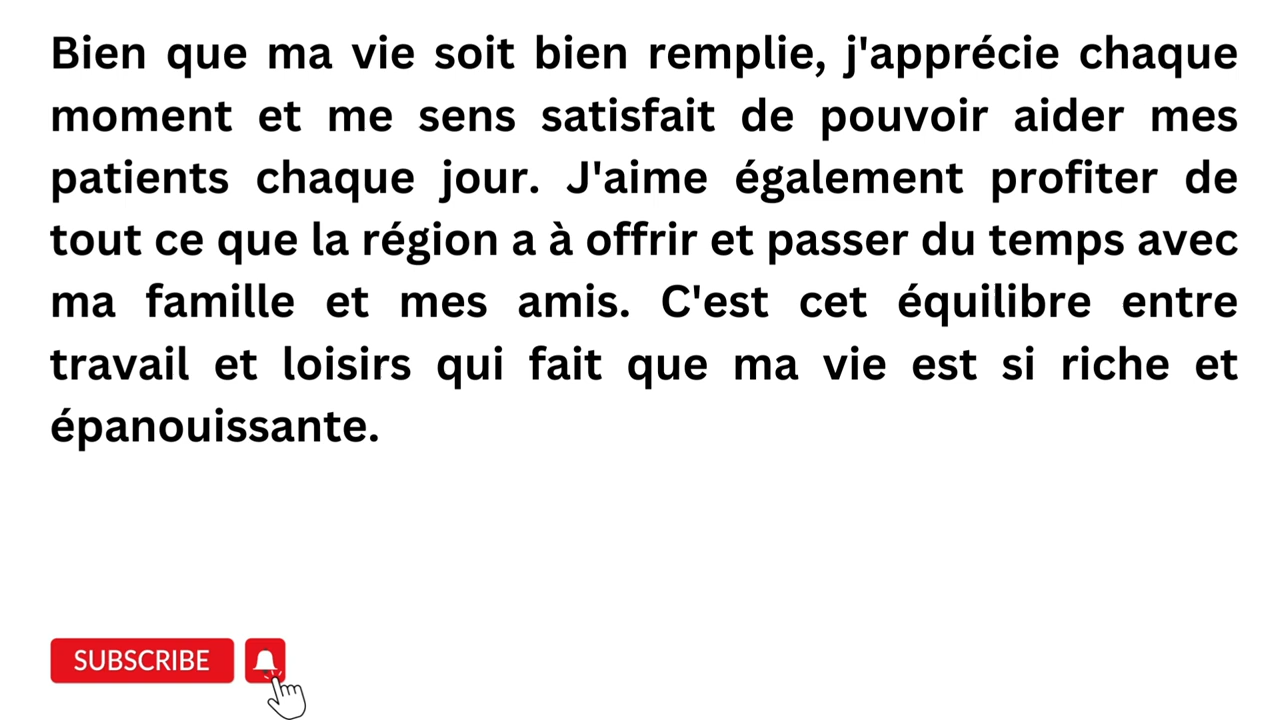 Bien que ma vie soit bien remplie, j'apprécie chaque
moment et me sens satisfait de pouvoir aider mes
patients chaque jour. J'aime également profiter de
tout ce que la région a à offrir et passer du temps avec
ma famille et mes amis. C'est cet équilibre entre
travail et loisirs qui fait que ma vie est si riche et
épanouissante.
SUBSCRIBE